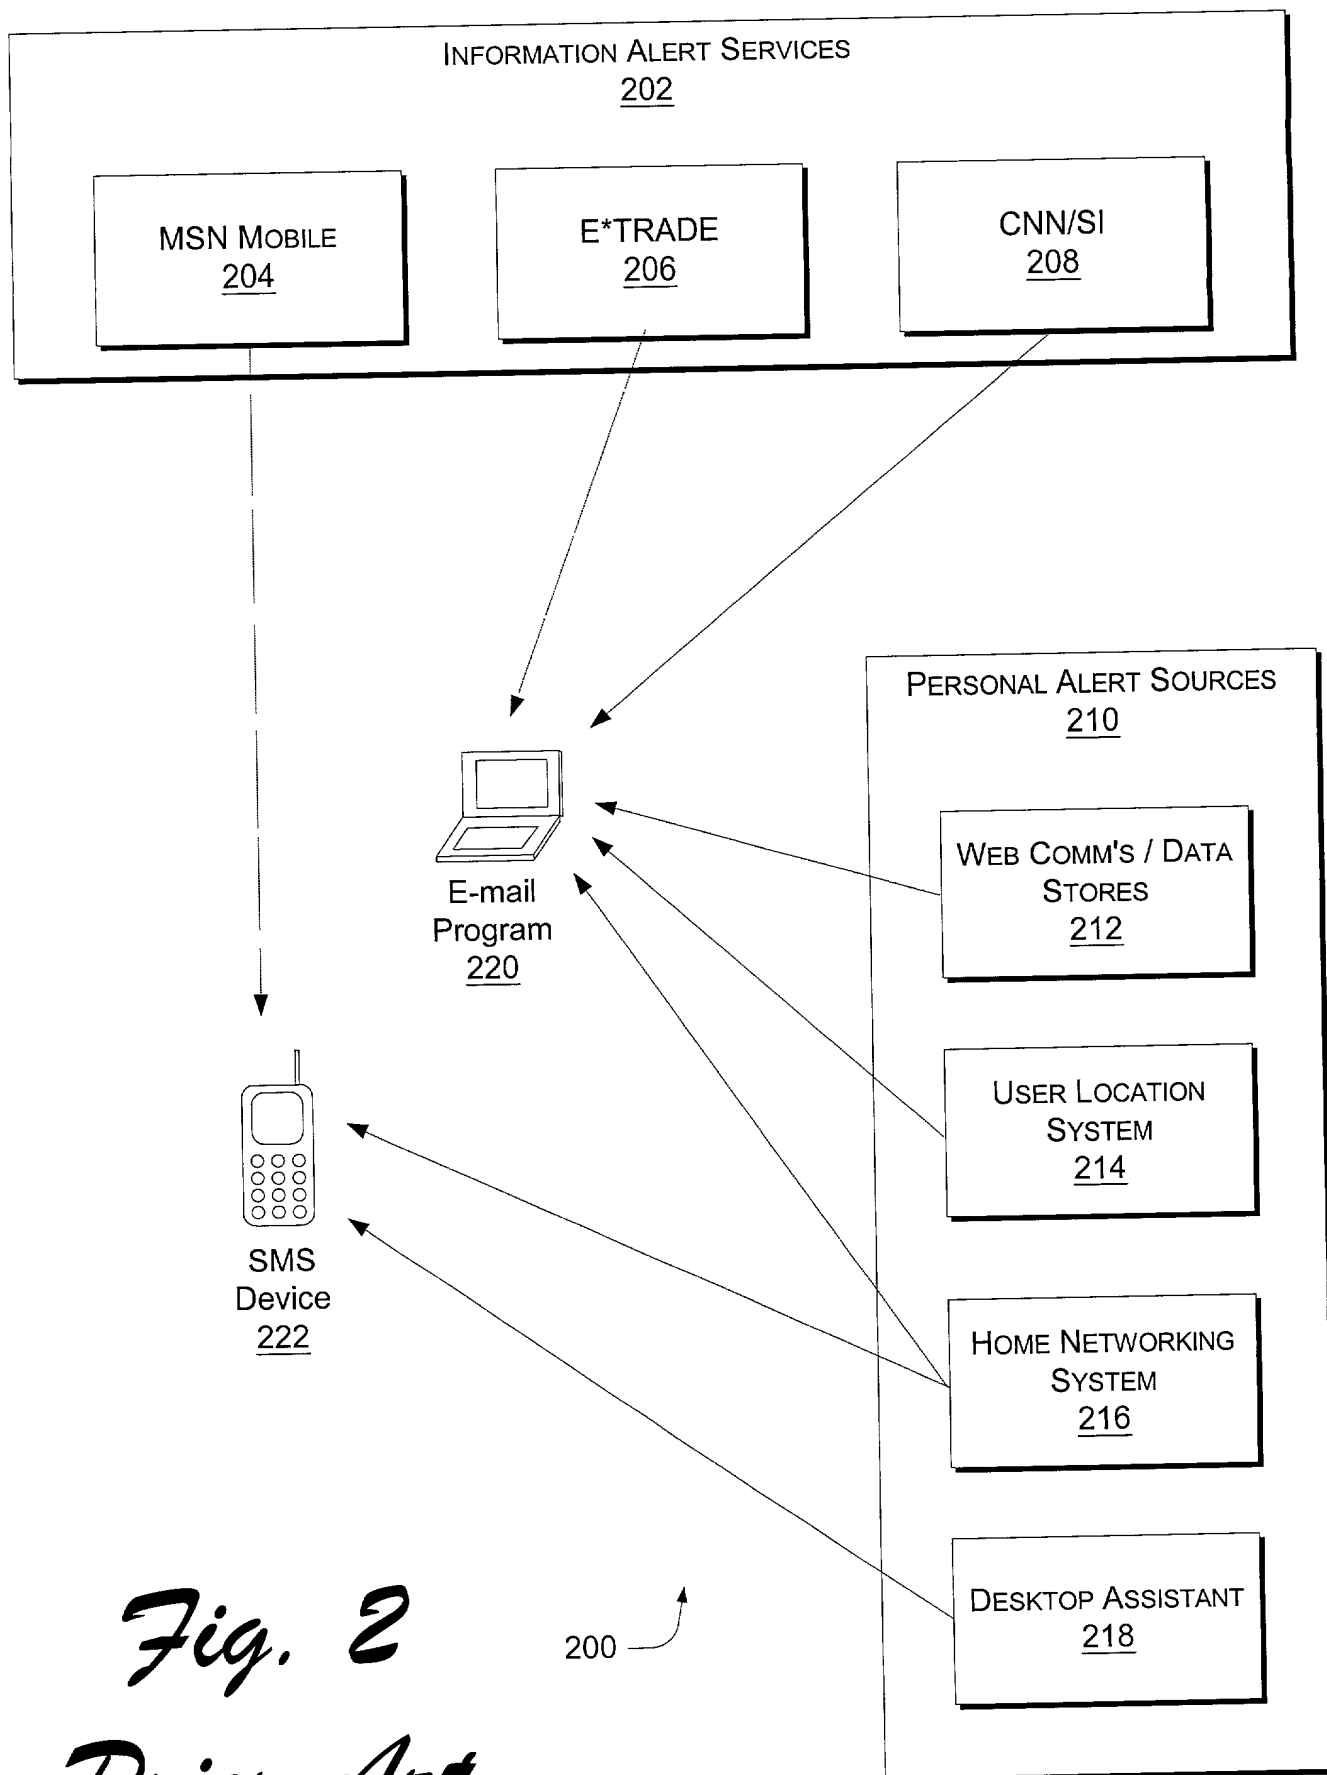 INFORMATION ALERT SERVICES
202
MSN MOBILE
204
E*TRADE
206
CNN/SI
208
PERSONAL ALERT SOURCES
210
WEB COMM'S / DATA
STORES
212
E-mail
Program
220
USER LOCATION
SYSTEM
214
SMS
Device
222
HOME NETWORKING
SYSTEM
216
DESKTOP ASSISTANT
218
200
Fig. 2
Prior Art